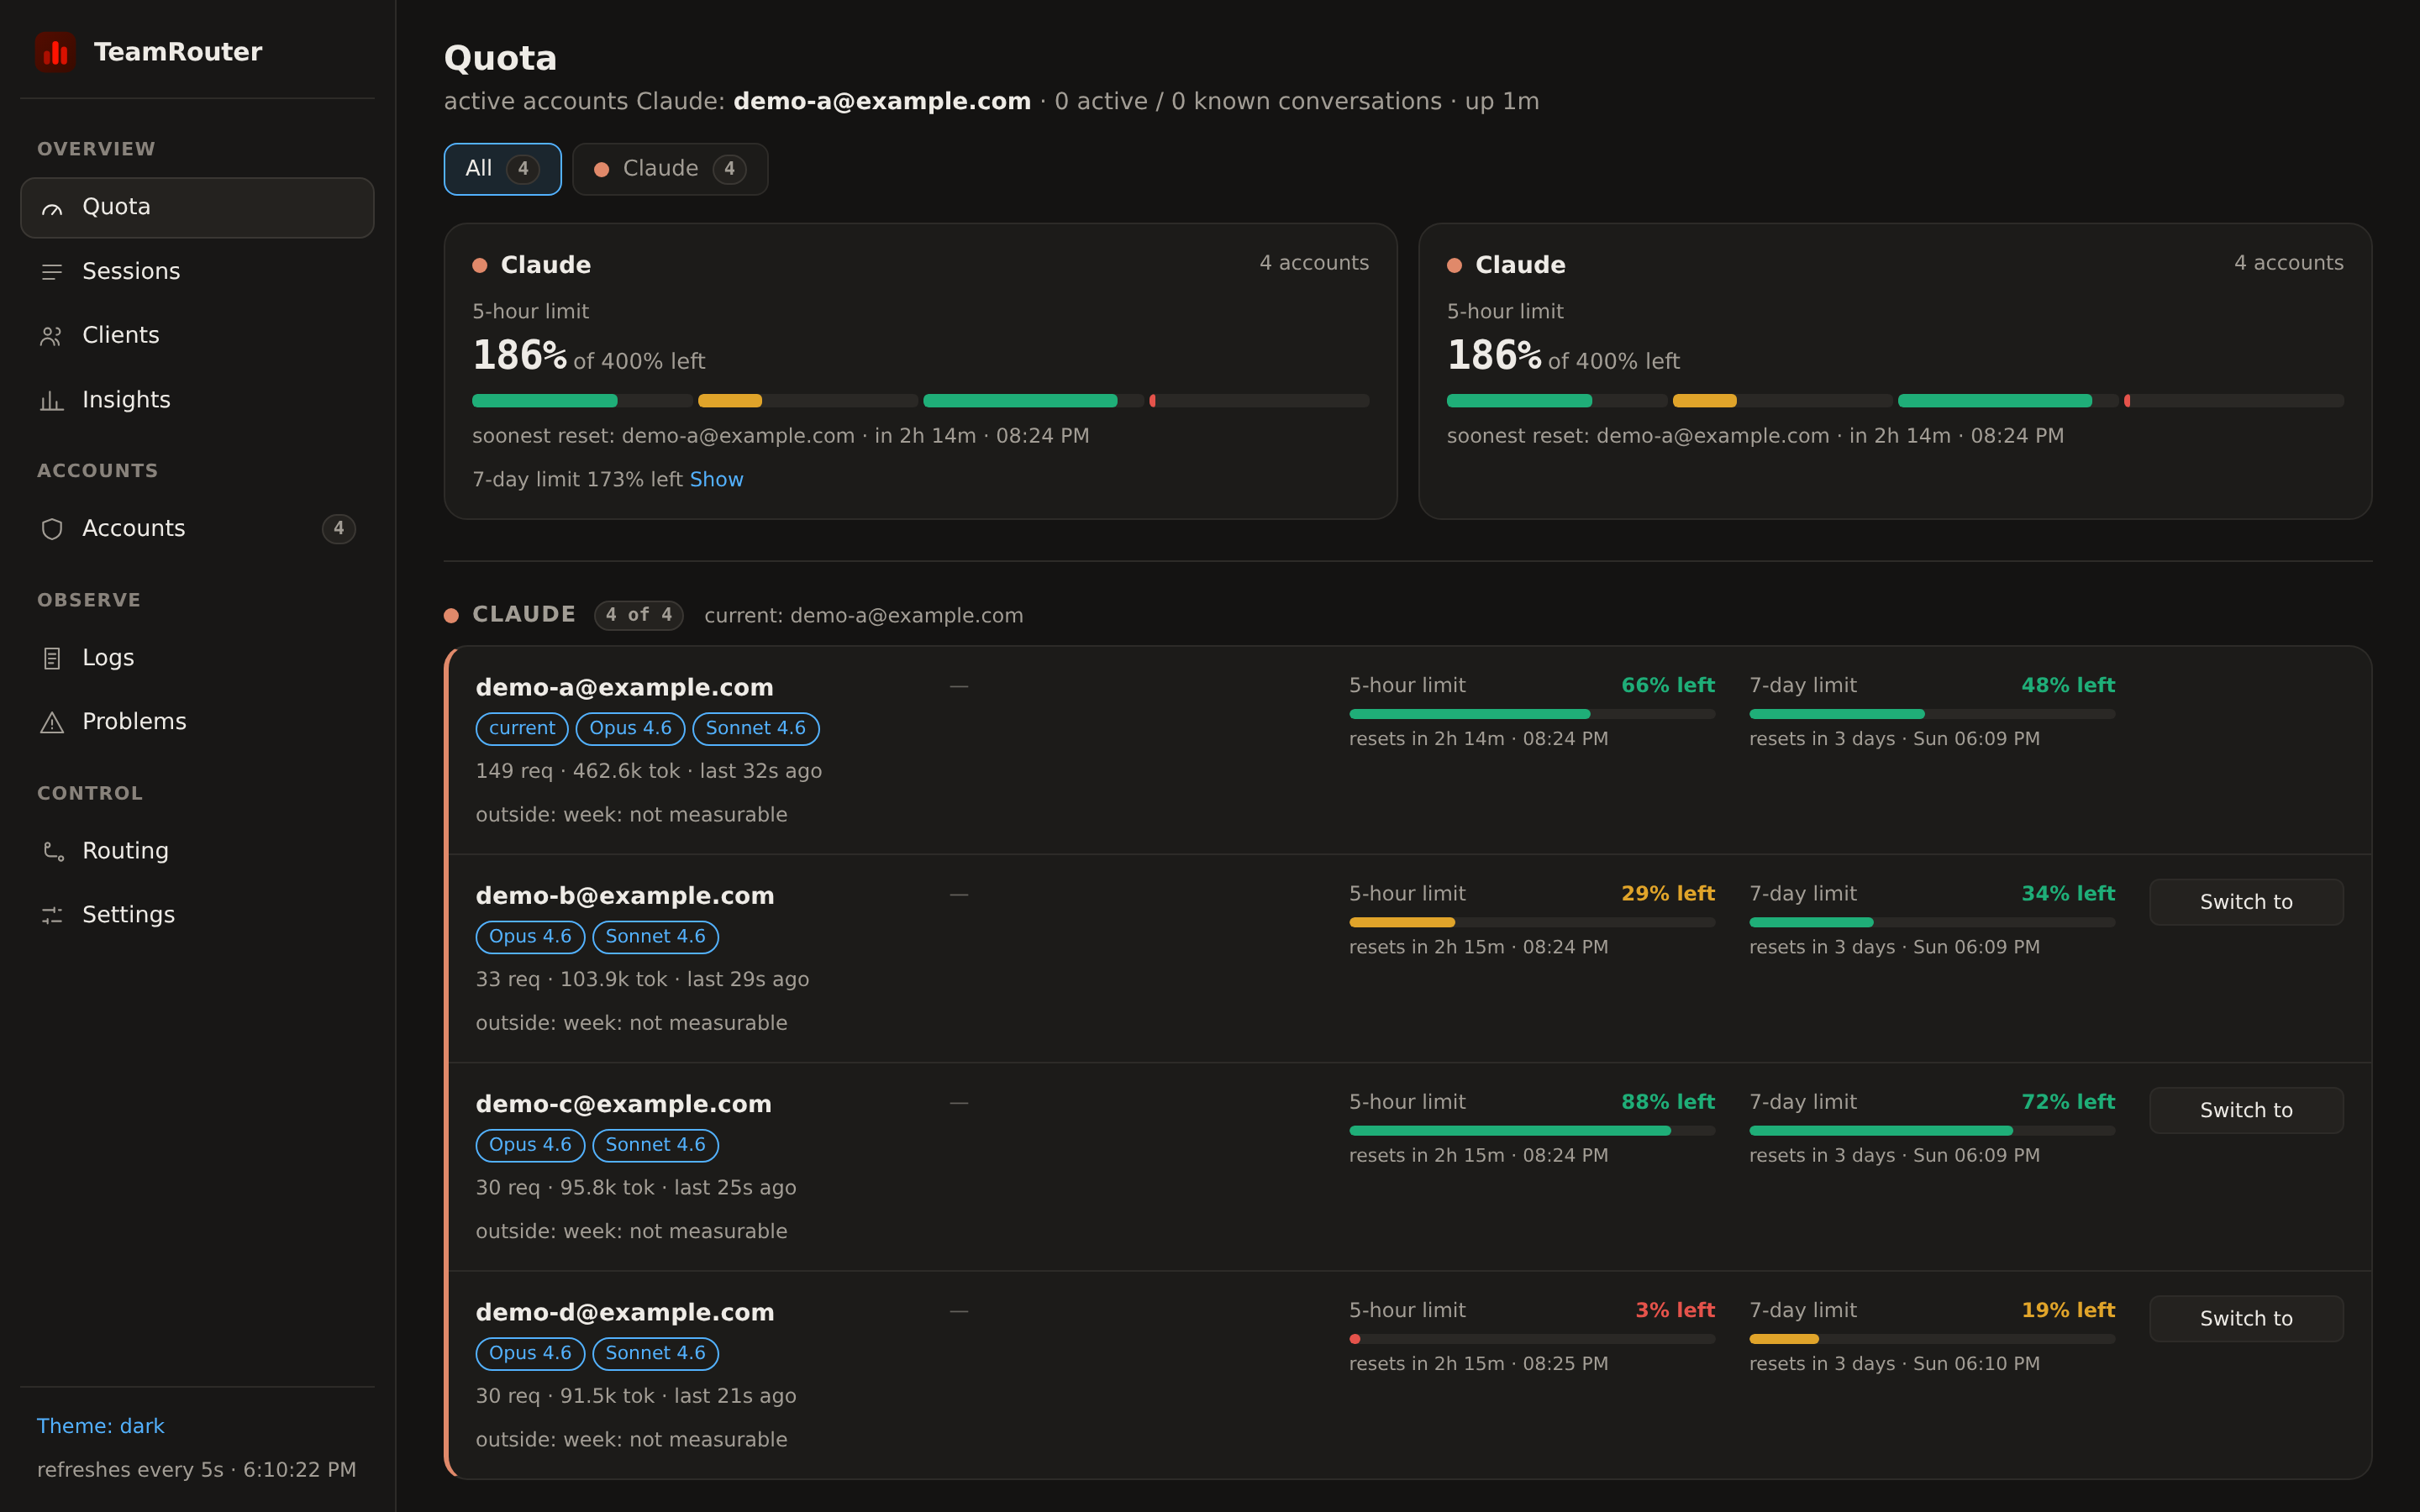 TeamRouter
OVERVIEW
Quota
Sessions
Clients
Insights
ACCOUNTS
Accounts 4
OBSERVE
Logs
Problems
CONTROL
Routing
Settings
Theme: dark
refreshes every 5s · 6:10:22 PM
Quota
active accounts Claude: demo-a@example.com · 0 active / 0 known conversations · up 1m
All 4 Claude 4
Claude 4 accounts
5-hour limit
186% of 400% left
soonest reset: demo-a@example.com · in 2h 14m · 08:24 PM
7-day limit 173% left Show
Claude 4 accounts
5-hour limit
186% of 400% left
soonest reset: demo-a@example.com · in 2h 14m · 08:24 PM
CLAUDE 4 of 4 current: demo-a@example.com
demo-a@example.com — 5-hour limit 66% left 7-day limit 48% left
current Opus 4.6 Sonnet 4.6
resets in 2h 14m · 08:24 PM resets in 3 days · Sun 06:09 PM
149 req · 462.6k tok · last 32s ago
outside: week: not measurable
demo-b@example.com — 5-hour limit 29% left 7-day limit 34% left Switch to
Opus 4.6 Sonnet 4.6
resets in 2h 15m · 08:24 PM resets in 3 days · Sun 06:09 PM
33 req · 103.9k tok · last 29s ago
outside: week: not measurable
demo-c@example.com — 5-hour limit 88% left 7-day limit 72% left Switch to
Opus 4.6 Sonnet 4.6
resets in 2h 15m · 08:24 PM resets in 3 days · Sun 06:09 PM
30 req · 95.8k tok · last 25s ago
outside: week: not measurable
demo-d@example.com — 5-hour limit 3% left 7-day limit 19% left Switch to
Opus 4.6 Sonnet 4.6
resets in 2h 15m · 08:25 PM resets in 3 days · Sun 06:10 PM
30 req · 91.5k tok · last 21s ago
outside: week: not measurable